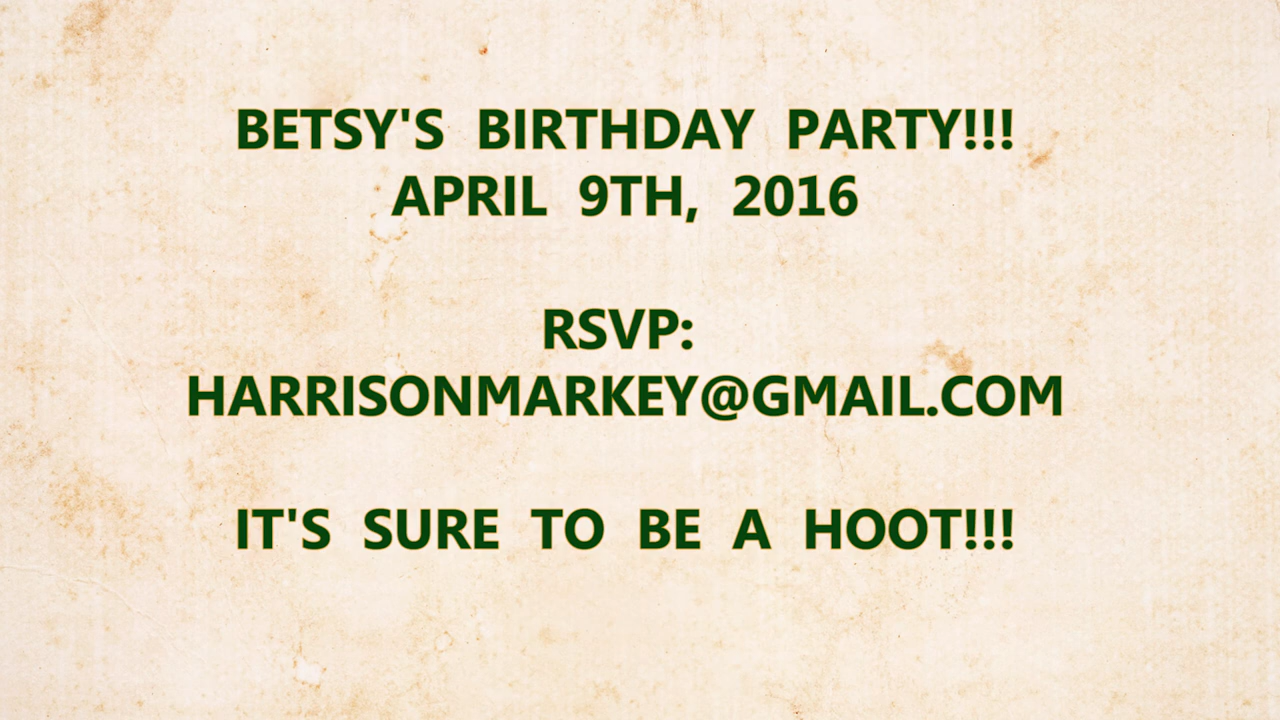 BETSY'S BIRTHDAY PARTY!!!
APRIL 9TH, 2016
RSVP:
HARRISONMARKEY@GMAIL.COM
IT'S SURE TO BE A HOOT!!!